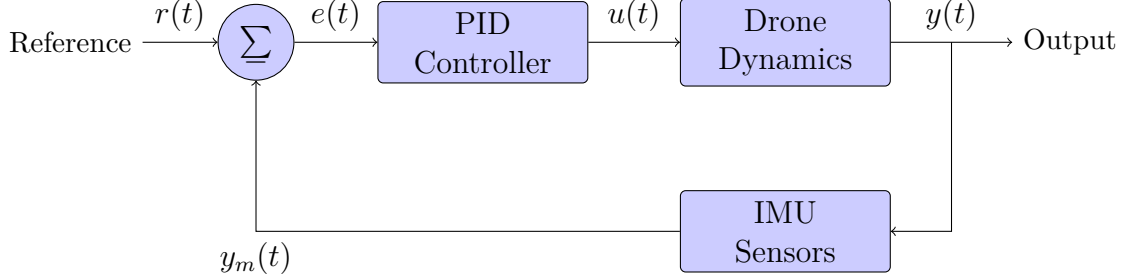 Reference
r(t)
∑
−
e(t)
PID
Controller
u(t)
Drone
Dynamics
y(t)
Output
IMU
Sensors
y_m(t)